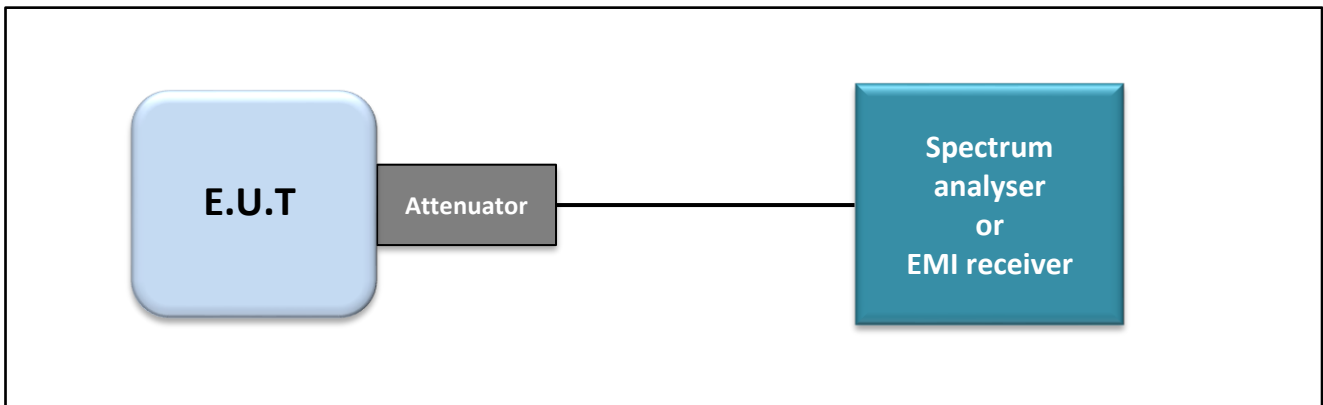 E.U.T
Attenuator
Spectrum
analyser
or
EMI receiver